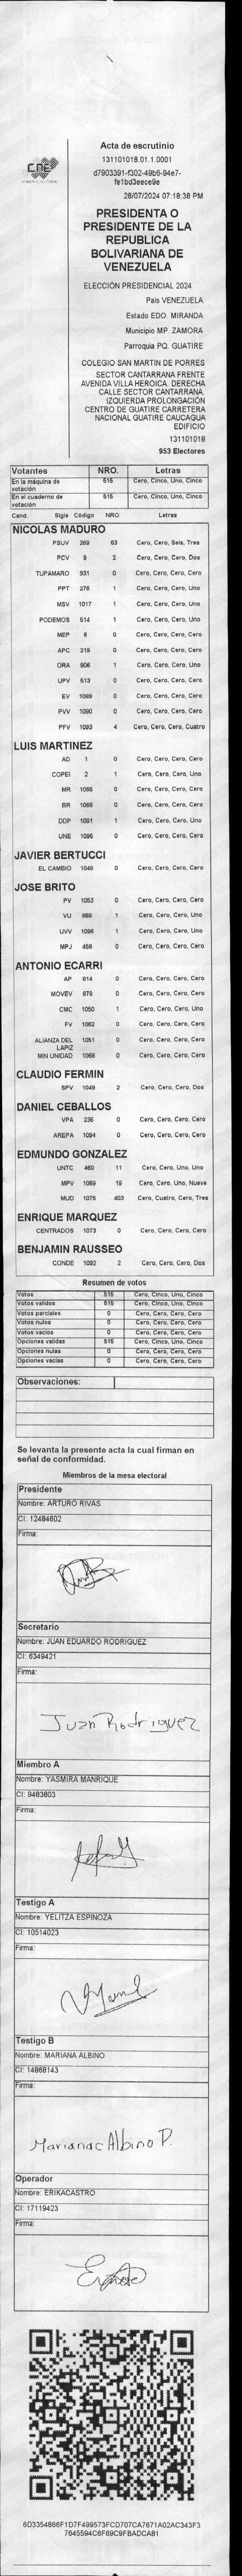 CNE
Acta de escrutinio
131101018.01.1.0001
d7903391-f302-49b6-94e7-
fe1bd3eece9e
28/07/2024 07:18:38 PM
PRESIDENTA O
PRESIDENTE DE LA
REPUBLICA
BOLIVARIANA DE
VENEZUELA
ELECCIÓN PRESIDENCIAL 2024
Pais VENEZUELA
Estado EDO. MIRANDA
Municipio MP. ZAMORA
Parroquia PQ. GUATIRE
COLEGIO SAN MARTIN DE PORRES
SECTOR CANTARRANA FRENTE
AVENIDA VILLA HEROICA. DERECHA
CALLE SECTOR CANTARRANA.
IZQUIERDA PROLONGACIÓN
CENTRO DE GUATIRE CARRETERA
NACIONAL GUATIRE CAUCAGUA
EDIFICIO
131101018
953 Electores
Votantes NRO. Letras
En la máquina de votación 515 Cero, Cinco, Uno, Cinco
En el cuaderno de votación 515 Cero, Cinco, Uno, Cinco
Cand. Sigla Código NRO. Letras
NICOLAS MADURO
PSUV 269 63 Cero, Cero, Seis, Tres
PCV 9 2 Cero, Cero, Cero, Dos
TUPAMARO 931 0 Cero, Cero, Cero, Cero
PPT 276 1 Cero, Cero, Cero, Uno
MSV 1017 1 Cero, Cero, Cero, Uno
PODEMOS 514 1 Cero, Cero, Cero, Uno
MEP 6 0 Cero, Cero, Cero, Cero
APC 219 0 Cero, Cero, Cero, Cero
ORA 906 1 Cero, Cero, Cero, Uno
UPV 513 0 Cero, Cero, Cero, Cero
EV 1089 0 Cero, Cero, Cero, Cero
PVV 1090 0 Cero, Cero, Cero, Cero
PFV 1093 4 Cero, Cero, Cero, Cuatro
LUIS MARTINEZ
AD 1 0 Cero, Cero, Cero, Cero
COPEI 2 1 Cero, Cero, Cero, Uno
MR 1065 0 Cero, Cero, Cero, Cero
BR 1066 0 Cero, Cero, Cero, Cero
DDP 1091 1 Cero, Cero, Cero, Uno
UNE 1095 0 Cero, Cero, Cero, Cero
JAVIER BERTUCCI
EL CAMBIO 1048 0 Cero, Cero, Cero, Cero
JOSE BRITO
PV 1053 0 Cero, Cero, Cero, Cero
VU 868 1 Cero, Cero, Cero, Uno
UVV 1096 1 Cero, Cero, Cero, Uno
MPJ 458 0 Cero, Cero, Cero, Cero
ANTONIO ECARRI
AP 814 0 Cero, Cero, Cero, Cero
MOVEV 978 0 Cero, Cero, Cero, Cero
CMC 1050 1 Cero, Cero, Cero, Uno
FV 1062 0 Cero, Cero, Cero, Cero
ALIANZA DEL LAPIZ 1051 0 Cero, Cero, Cero, Cero
MIN UNIDAD 1068 0 Cero, Cero, Cero, Cero
CLAUDIO FERMIN
SPV 1049 2 Cero, Cero, Cero, Dos
DANIEL CEBALLOS
VPA 236 0 Cero, Cero, Cero, Cero
AREPA 1094 0 Cero, Cero, Cero, Cero
EDMUNDO GONZALEZ
UNTC 460 11 Cero, Cero, Uno, Uno
MPV 1069 19 Cero, Cero, Uno, Nueve
MUD 1075 403 Cero, Cuatro, Cero, Tres
ENRIQUE MARQUEZ
CENTRADOS 1073 0 Cero, Cero, Cero, Cero
BENJAMIN RAUSSEO
CONDE 1092 2 Cero, Cero, Cero, Dos
Resumen de votos
Votos 515 Cero, Cinco, Uno, Cinco
Votos validos 515 Cero, Cinco, Uno, Cinco
Votos parciales 0 Cero, Cero, Cero, Cero
Votos nulos 0 Cero, Cero, Cero, Cero
Votos vacios 0 Cero, Cero, Cero, Cero
Opciones validas 515 Cero, Cinco, Uno, Cinco
Opciones nulas 0 Cero, Cero, Cero, Cero
Opciones vacias 0 Cero, Cero, Cero, Cero
Observaciones:
Se levanta la presente acta la cual firman en
señal de conformidad.
Miembros de la mesa electoral
Presidente
Nombre: ARTURO RIVAS
CI: 12484602
Firma:
Secretario
Nombre: JUAN EDUARDO RODRIGUEZ
CI: 6349421
Firma:
Juan Rodriguez
Miembro A
Nombre: YASMIRA MANRIQUE
CI: 9483803
Firma:
Testigo A
Nombre: YELITZA ESPINOZA
CI: 10514023
Firma:
Testigo B
Nombre: MARIANA ALBINO
CI: 14868143
Firma:
Mariana Albino P.
Operador
Nombre: ERIKACASTRO
CI: 17119423
Firma:
6D3354866F1D7F499573FCD707CA7671A02AC343F3
7645594C6F69C9FBADCAB1